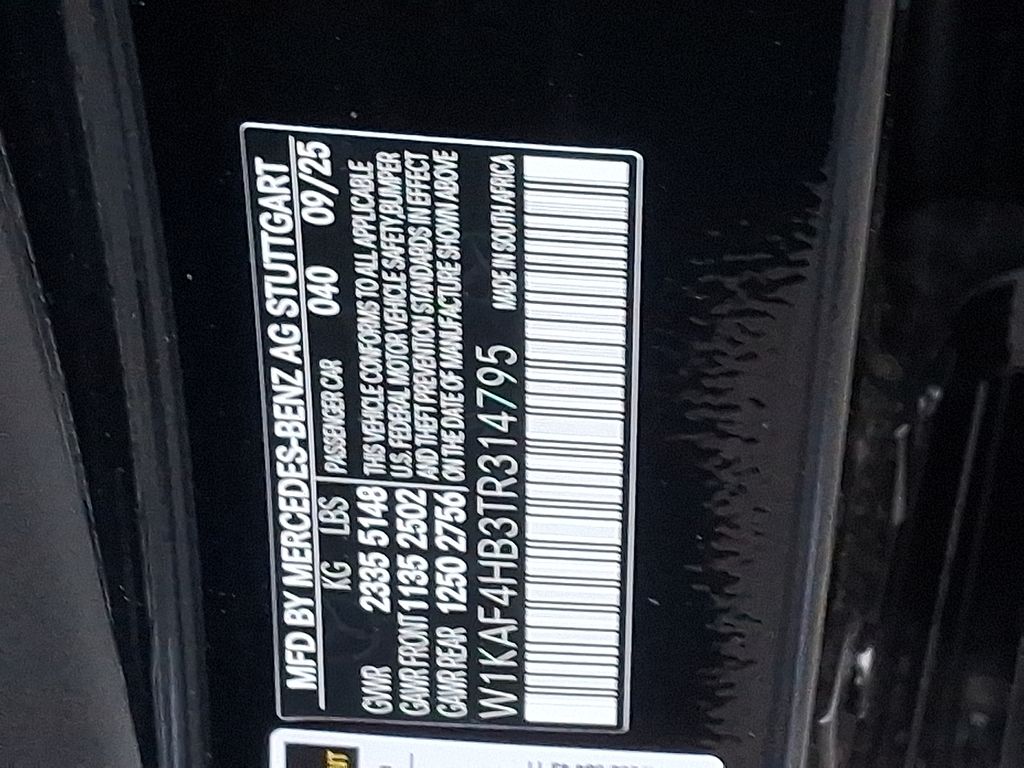 MFD BY MERCEDES-BENZ AG STUTTGART
KG LBS PASSENGER CAR 040 09/25
GVWR 2335 5148
GAWR FRONT 1135 2502
GAWR REAR 1250 2756
THIS VEHICLE CONFORMS TO ALL APPLICABLE
U.S. FEDERAL MOTOR VEHICLE SAFETY,BUMPER
AND THEFT PREVENTION STANDARDS IN EFFECT
ON THE DATE OF MANUFACTURE SHOWN ABOVE
W1KAF4HB3TR314795 MADE IN SOUTH AFRICA